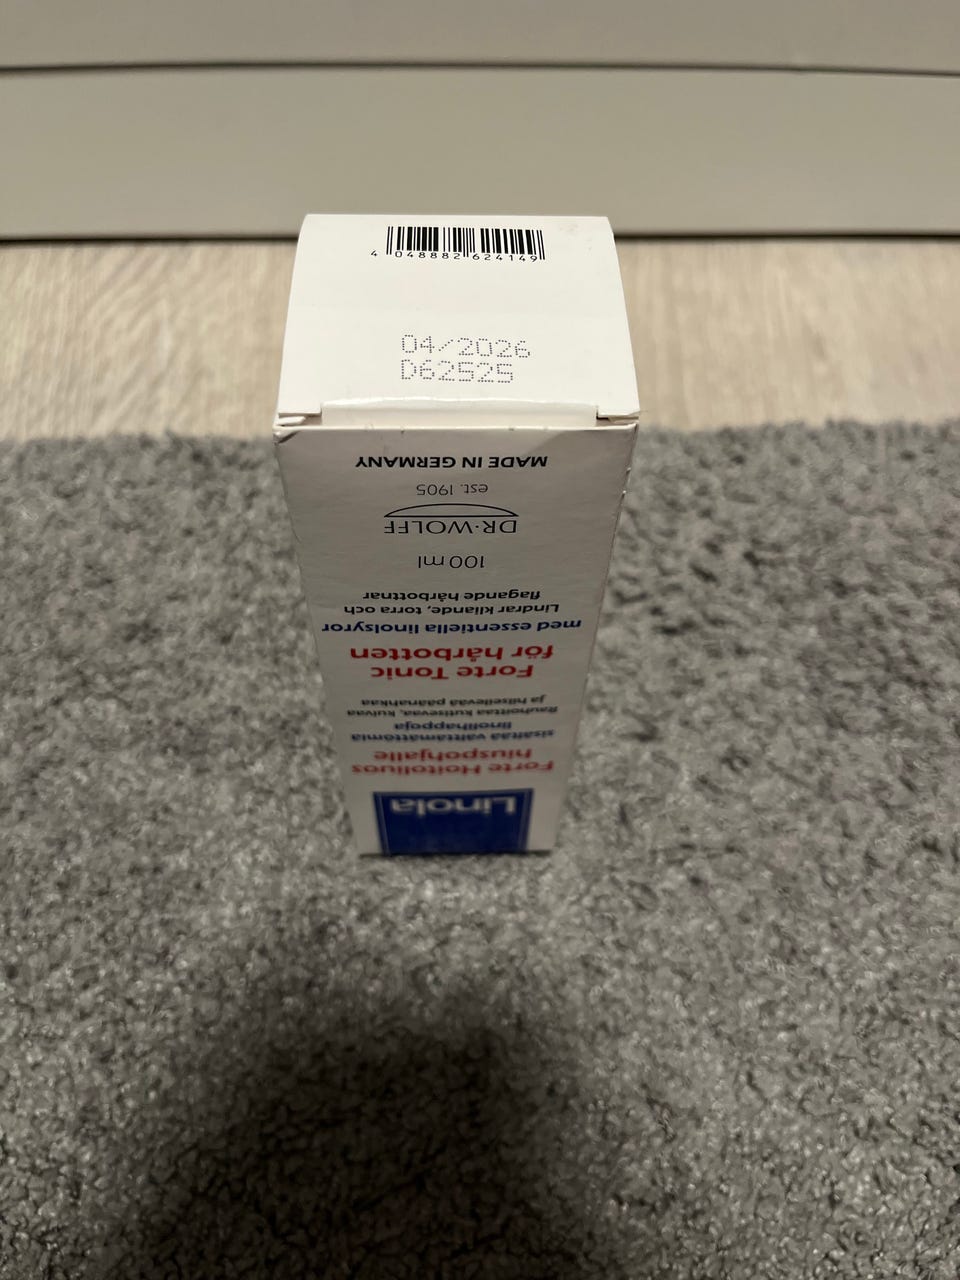 4 048882 624149
04/2026
D62525
Linola
Forte Hoitoliuos
hiuspohjalle
sisältää välttämättömiä
linolihappoja
Rauhoittaa kutisevaa, kuivaa
ja hilseilevää päänahkaa
Forte Tonic
för hårbotten
med essentiella linolsyror
Lindrar kliande, torra och
flagande hårbottnar
100 ml
DR·WOLFF
est. 1905
MADE IN GERMANY